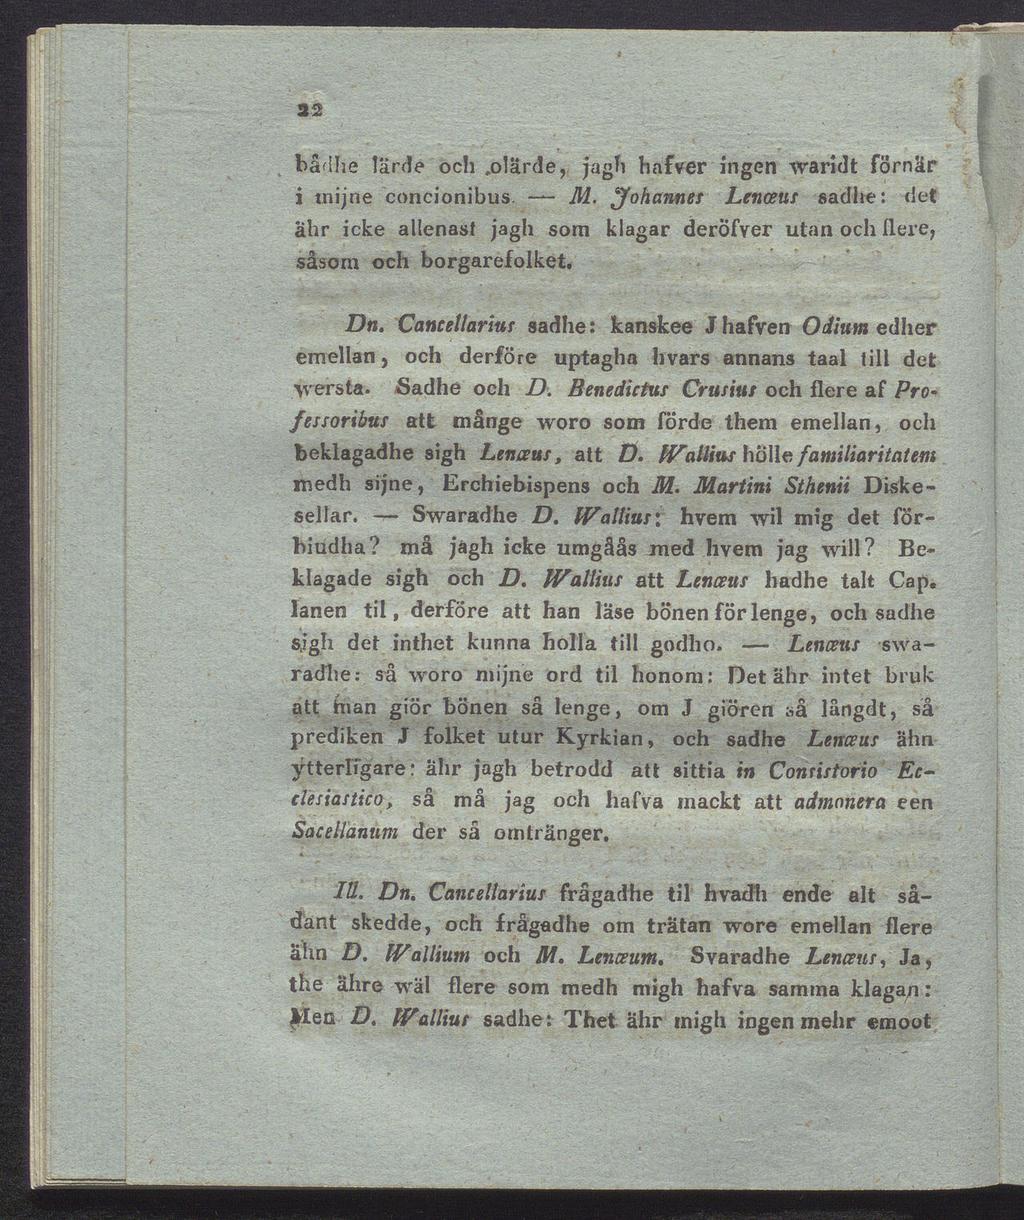 22
bådhe lärde och olärde, jagh hafver ingen waridt förnär
i mijne concionibus. — M. Johannes Lenæus sadhe: det
ähr icke allenast jagh som klagar deröfver utan och flere,
såsom och borgarefolket.
Dn. Cancellarius sadhe: kanskee J hafven Odium edher
emellan, och derföre uptagha hvars annans taal till det
wersta. Sadhe och D. Benedictus Crusius och flere af Pro-
fessoribus att månge woro som förde them emellan, och
beklagadhe sigh Lenæus, att D. Wallius hölle familiaritatem
medh sijne, Erchiebispens och M. Martini Sthenii Diske-
sellar. — Swaradhe D. Wallius: hvem wil mig det för-
biudha? må jagh icke umgåås med hvem jag will? Be-
klagade sigh och D. Wallius att Lenæus hadhe talt Cap.
lanen til, derföre att han läse bönen för lenge, och sadhe
sigh det inthet kunna holla till godho. — Lenæus swa-
radhe: så woro mijne ord til honom: Det ähr intet bruk
att man giör bönen så lenge, om J giören så långdt, så
prediken J folket utur Kyrkian, och sadhe Lenæus ähn
ytterligare: ähr jagh betrodd att sittia in Consistorio Ec-
clesiastico, så må jag och hafva mackt att admonera een
Sacellanum der så omtränger.
Ill. Dn. Cancellarius frågadhe til hvadh ende alt så-
dant skedde, och frågadhe om trätan wore emellan flere
ähn D. Wallium och M. Lenæum. Svaradhe Lenæus, Ja,
the ähre wäl flere som medh migh hafva samma klagan:
Men D. Wallius sadhe: Thet ähr migh ingen mehr emoot